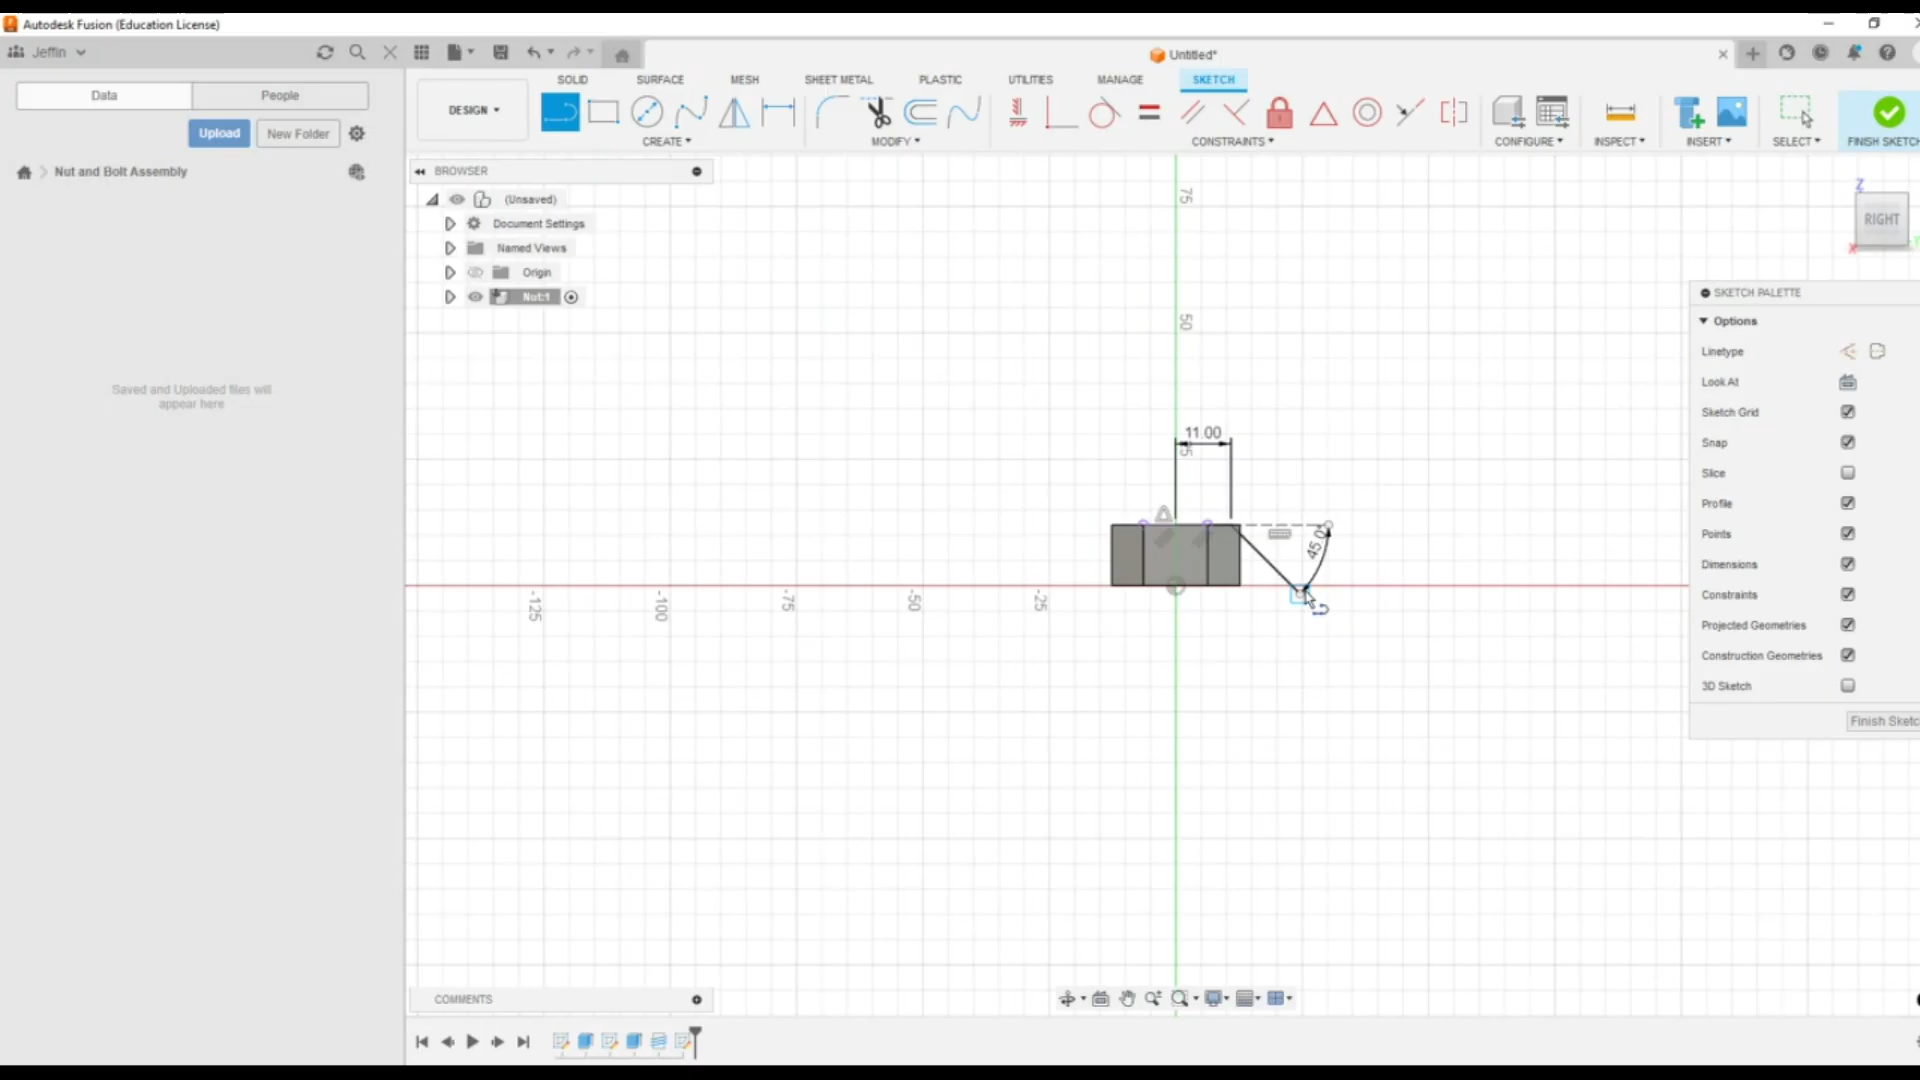 Autodesk Fusion (Education License)
Jeffin
Untitled*
Data
People
Upload
New Folder
Nut and Bolt Assembly
Saved and Uploaded files will
appear here
DESIGN
SOLID
SURFACE
MESH
SHEET METAL
PLASTIC
UTILITIES
MANAGE
SKETCH
CREATE
MODIFY
CONSTRAINTS
CONFIGURE
INSPECT
INSERT
SELECT
FINISH SKETCH
BROWSER
(Unsaved)
Document Settings
Named Views
Origin
Nut:1
75
50
25
11.00
45.0°
-125
-100
-75
-50
-25
Z
RIGHT
X
Y
SKETCH PALETTE
Options
Linetype
Look At
Sketch Grid
Snap
Slice
Profile
Points
Dimensions
Constraints
Projected Geometries
Construction Geometries
3D Sketch
Finish Sketc
COMMENTS